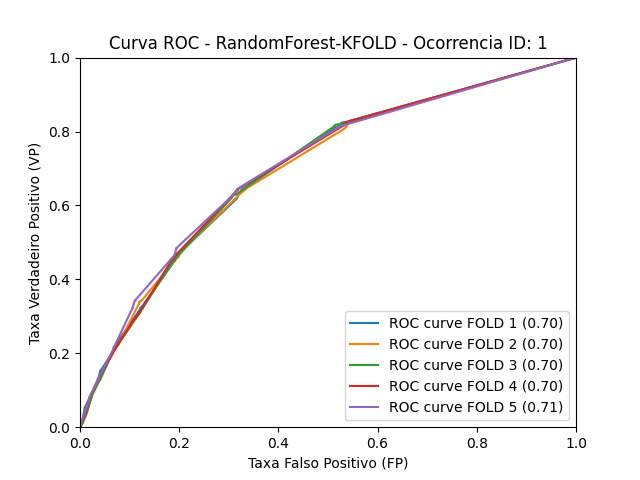 Curva ROC - RandomForest-KFOLD - Ocorrencia ID: 1
Taxa Verdadeiro Positivo (VP)
1.0
0.8
0.6
0.4
0.2
0.0
ROC curve FOLD 1 (0.70)
ROC curve FOLD 2 (0.70)
ROC curve FOLD 3 (0.70)
ROC curve FOLD 4 (0.70)
ROC curve FOLD 5 (0.71)
0.0 0.2 0.4 0.6 0.8 1.0
Taxa Falso Positivo (FP)